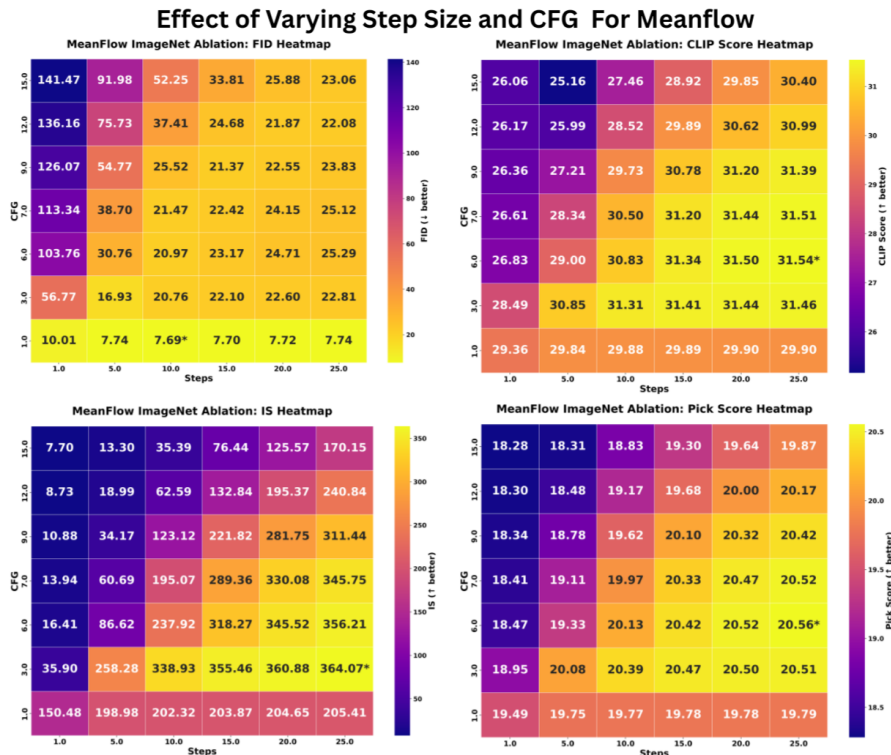 Effect of Varying Step Size and CFG For Meanflow
MeanFlow ImageNet Ablation: FID Heatmap
15.0 141.47 91.98 52.25 33.81 25.88 23.06
12.0 136.16 75.73 37.41 24.68 21.87 22.08
9.0 126.07 54.77 25.52 21.37 22.55 23.83
7.0 113.34 38.70 21.47 22.42 24.15 25.12
6.0 103.76 30.76 20.97 23.17 24.71 25.29
3.0 56.77 16.93 20.76 22.10 22.60 22.81
1.0 10.01 7.74 7.69* 7.70 7.72 7.74
1.0 5.0 10.0 15.0 20.0 25.0
Steps
CFG
140
120
100
80
60
40
20
FID (↓ better)
MeanFlow ImageNet Ablation: CLIP Score Heatmap
15.0 26.06 25.16 27.46 28.92 29.85 30.40
12.0 26.17 25.99 28.52 29.89 30.62 30.99
9.0 26.36 27.21 29.73 30.78 31.20 31.39
7.0 26.61 28.34 30.50 31.20 31.44 31.51
6.0 26.83 29.00 30.83 31.34 31.50 31.54*
3.0 28.49 30.85 31.31 31.41 31.44 31.46
1.0 29.36 29.84 29.88 29.89 29.90 29.90
1.0 5.0 10.0 15.0 20.0 25.0
Steps
CFG
31
30
29
28
27
26
CLIP Score (↑ better)
MeanFlow ImageNet Ablation: IS Heatmap
15.0 7.70 13.30 35.39 76.44 125.57 170.15
12.0 8.73 18.99 62.59 132.84 195.37 240.84
9.0 10.88 34.17 123.12 221.82 281.75 311.44
7.0 13.94 60.69 195.07 289.36 330.08 345.75
6.0 16.41 86.62 237.92 318.27 345.52 356.21
3.0 35.90 258.28 338.93 355.46 360.88 364.07*
1.0 150.48 198.98 202.32 203.87 204.65 205.41
1.0 5.0 10.0 15.0 20.0 25.0
Steps
CFG
350
300
250
200
150
100
50
IS (↑ better)
MeanFlow ImageNet Ablation: Pick Score Heatmap
15.0 18.28 18.31 18.83 19.30 19.64 19.87
12.0 18.30 18.48 19.17 19.68 20.00 20.17
9.0 18.34 18.78 19.62 20.10 20.32 20.42
7.0 18.41 19.11 19.97 20.33 20.47 20.52
6.0 18.47 19.33 20.13 20.42 20.52 20.56*
3.0 18.95 20.08 20.39 20.47 20.50 20.51
1.0 19.49 19.75 19.77 19.78 19.78 19.79
1.0 5.0 10.0 15.0 20.0 25.0
Steps
CFG
20.5
20.0
19.5
19.0
18.5
Pick Score (↑ better)